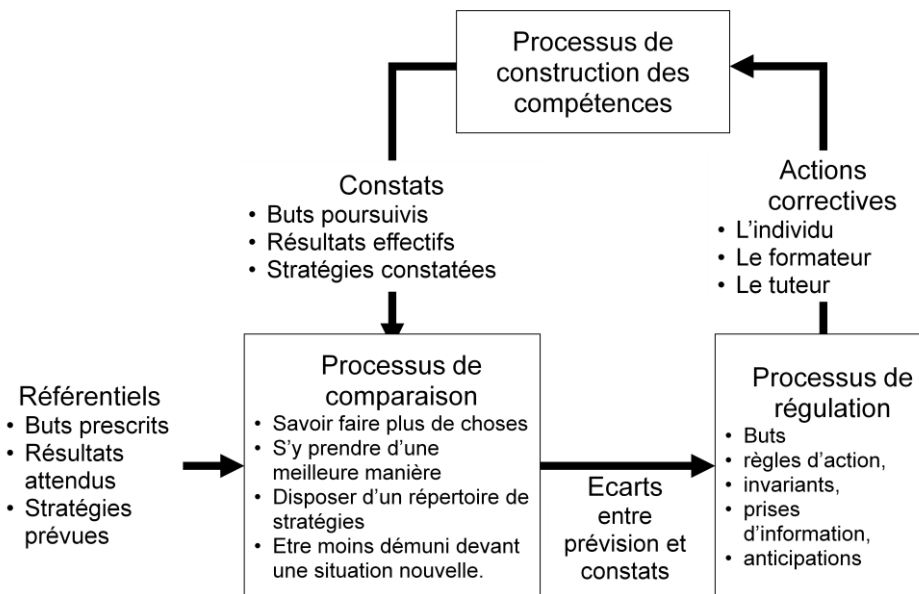 Processus de
construction des
compétences
Constats
• Buts poursuivis
• Résultats effectifs
• Stratégies constatées
Actions
correctives
• L'individu
• Le formateur
• Le tuteur
Référentiels
• Buts prescrits
• Résultats
attendus
• Stratégies
prévues
Processus de
comparaison
• Savoir faire plus de choses
• S'y prendre d'une
meilleure manière
• Disposer d'un répertoire de
stratégies
• Etre moins démuni devant
une situation nouvelle.
Ecarts
entre
prévision et
constats
Processus de
régulation
• Buts
• règles d'action,
• invariants,
• prises
d'information,
• anticipations